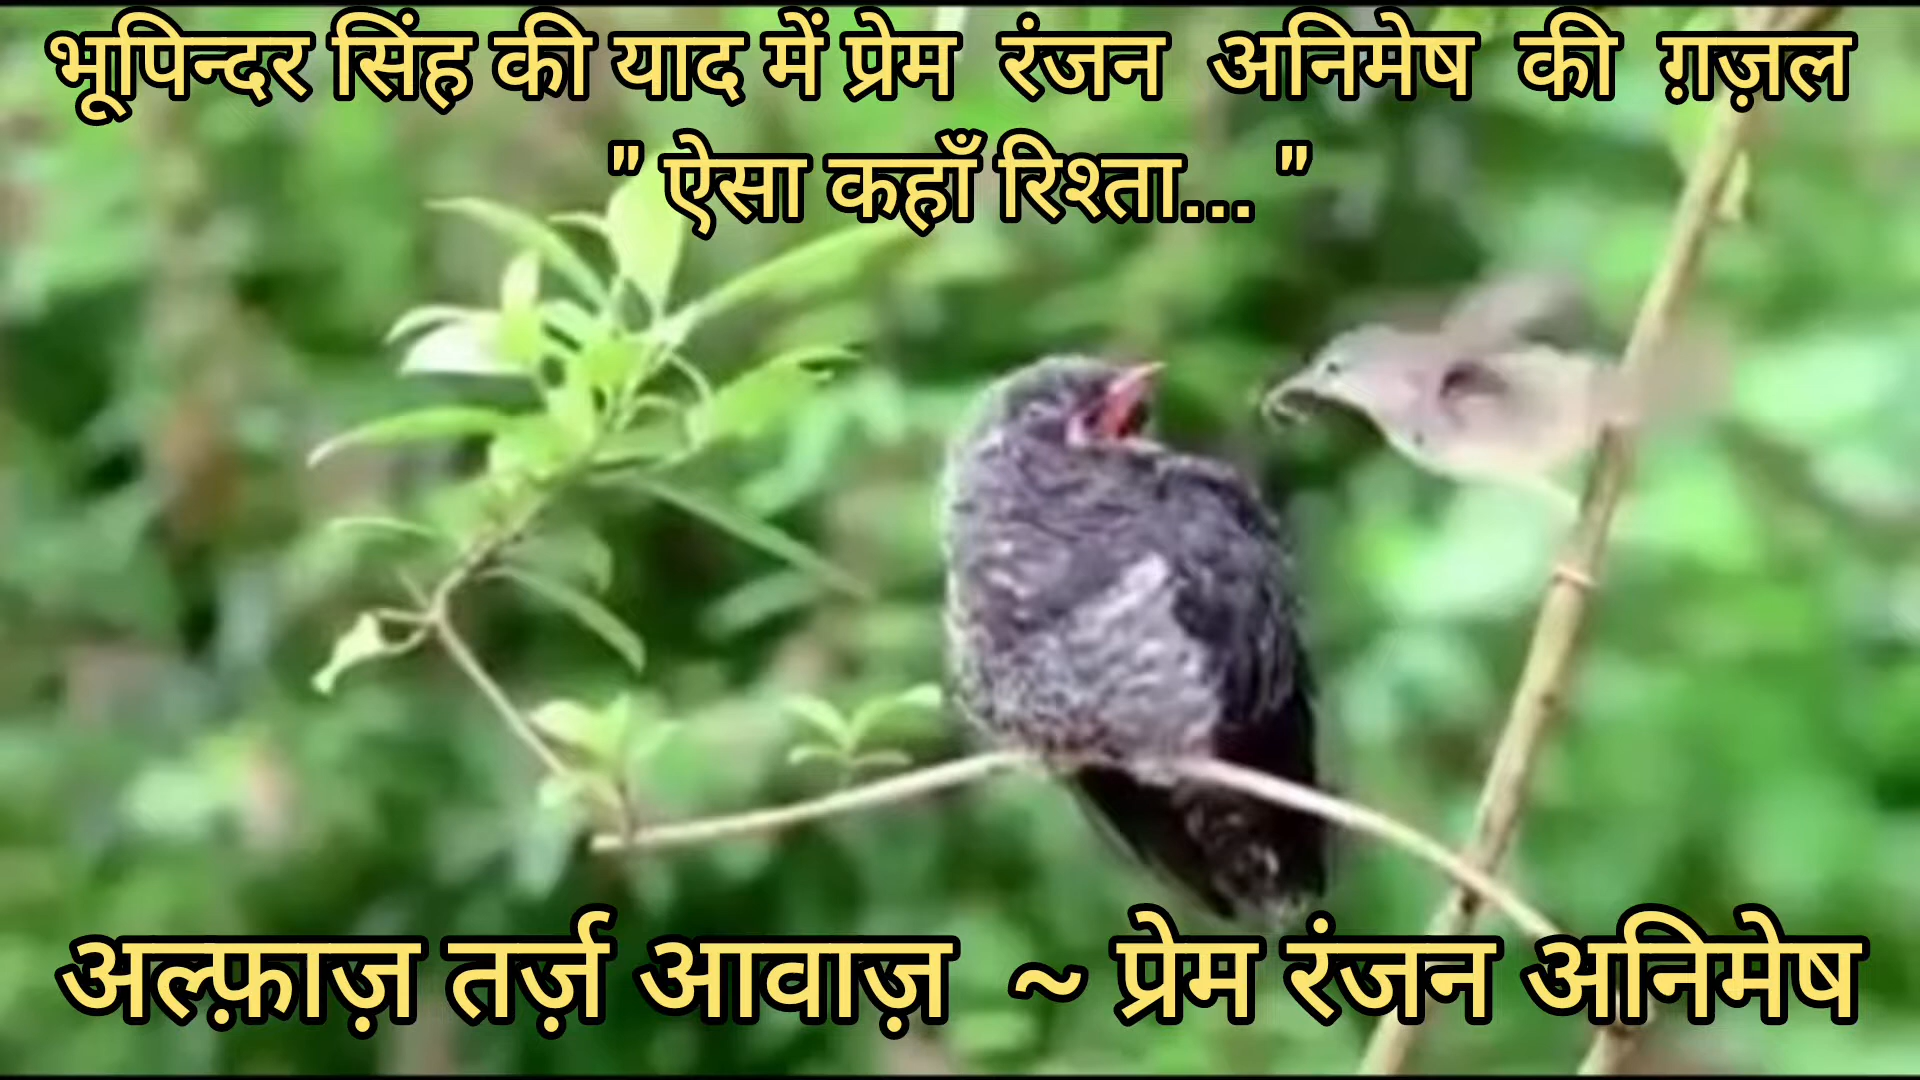 भूपिन्दर सिंह की याद में प्रेम रंजन अनिमेष की ग़ज़ल
" ऐसा कहाँ रिश्ता... "
अल्फ़ाज़ तर्ज़ आवाज़ ~ प्रेम रंजन अनिमेष